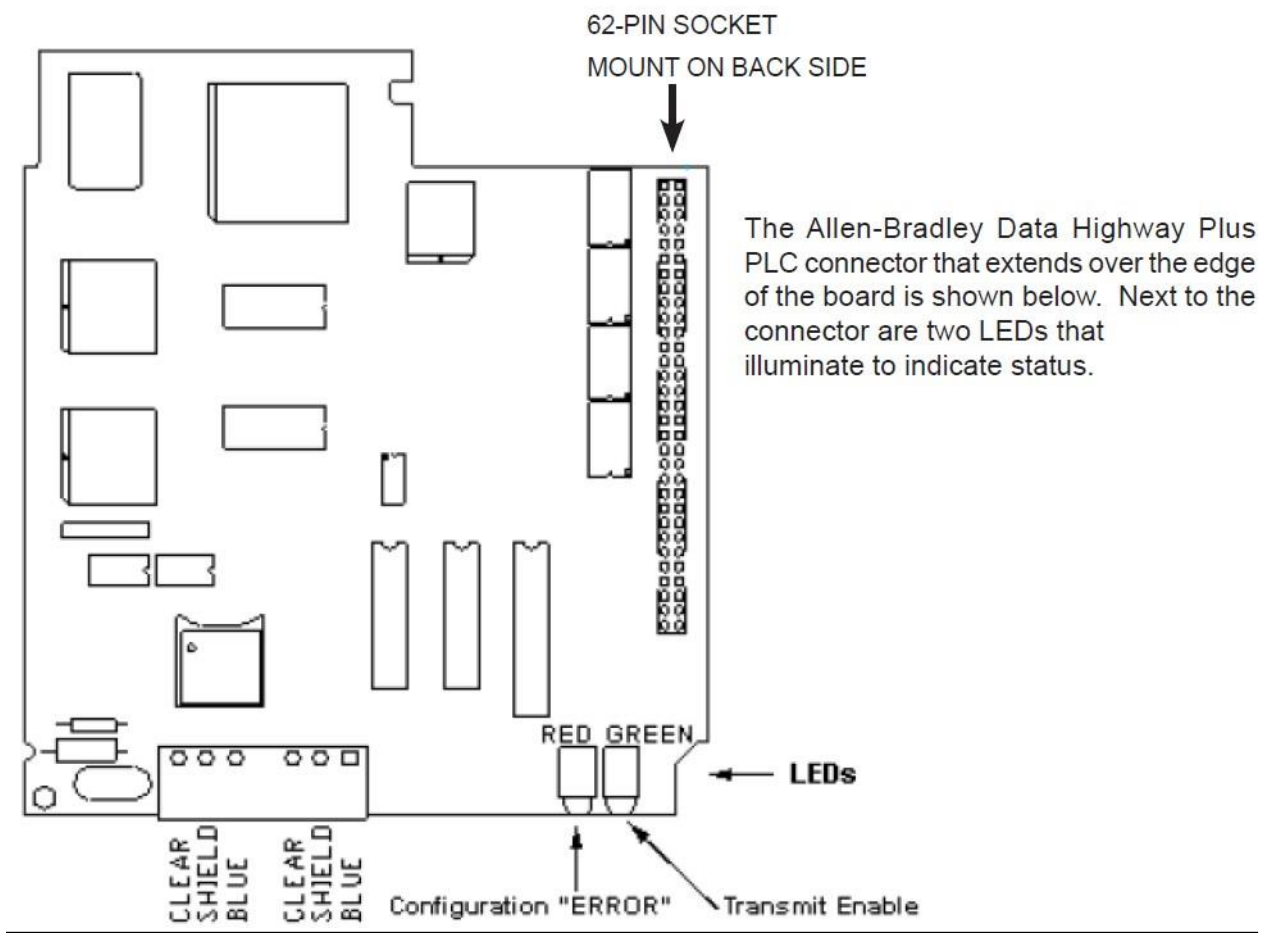 62-PIN SOCKET
MOUNT ON BACK SIDE
The Allen-Bradley Data Highway Plus
PLC connector that extends over the edge
of the board is shown below. Next to the
connector are two LEDs that
illuminate to indicate status.
RED GREEN
LEDs
CLEAR
SHIELD
BLUE
CLEAR
SHIELD
BLUE
Configuration "ERROR"
Transmit Enable